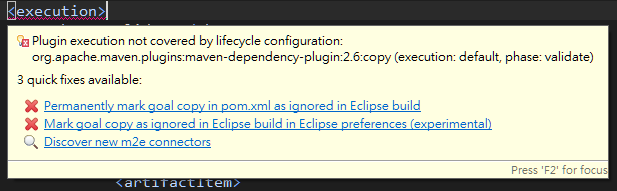 <execution>
Plugin execution not covered by lifecycle configuration:
org.apache.maven.plugins:maven-dependency-plugin:2.6:copy (execution: default, phase: validate)
3 quick fixes available:
Permanently mark goal copy in pom.xml as ignored in Eclipse build
Mark goal copy as ignored in Eclipse build in Eclipse preferences (experimental)
Discover new m2e connectors
Press 'F2' for focus
<artifactItem>